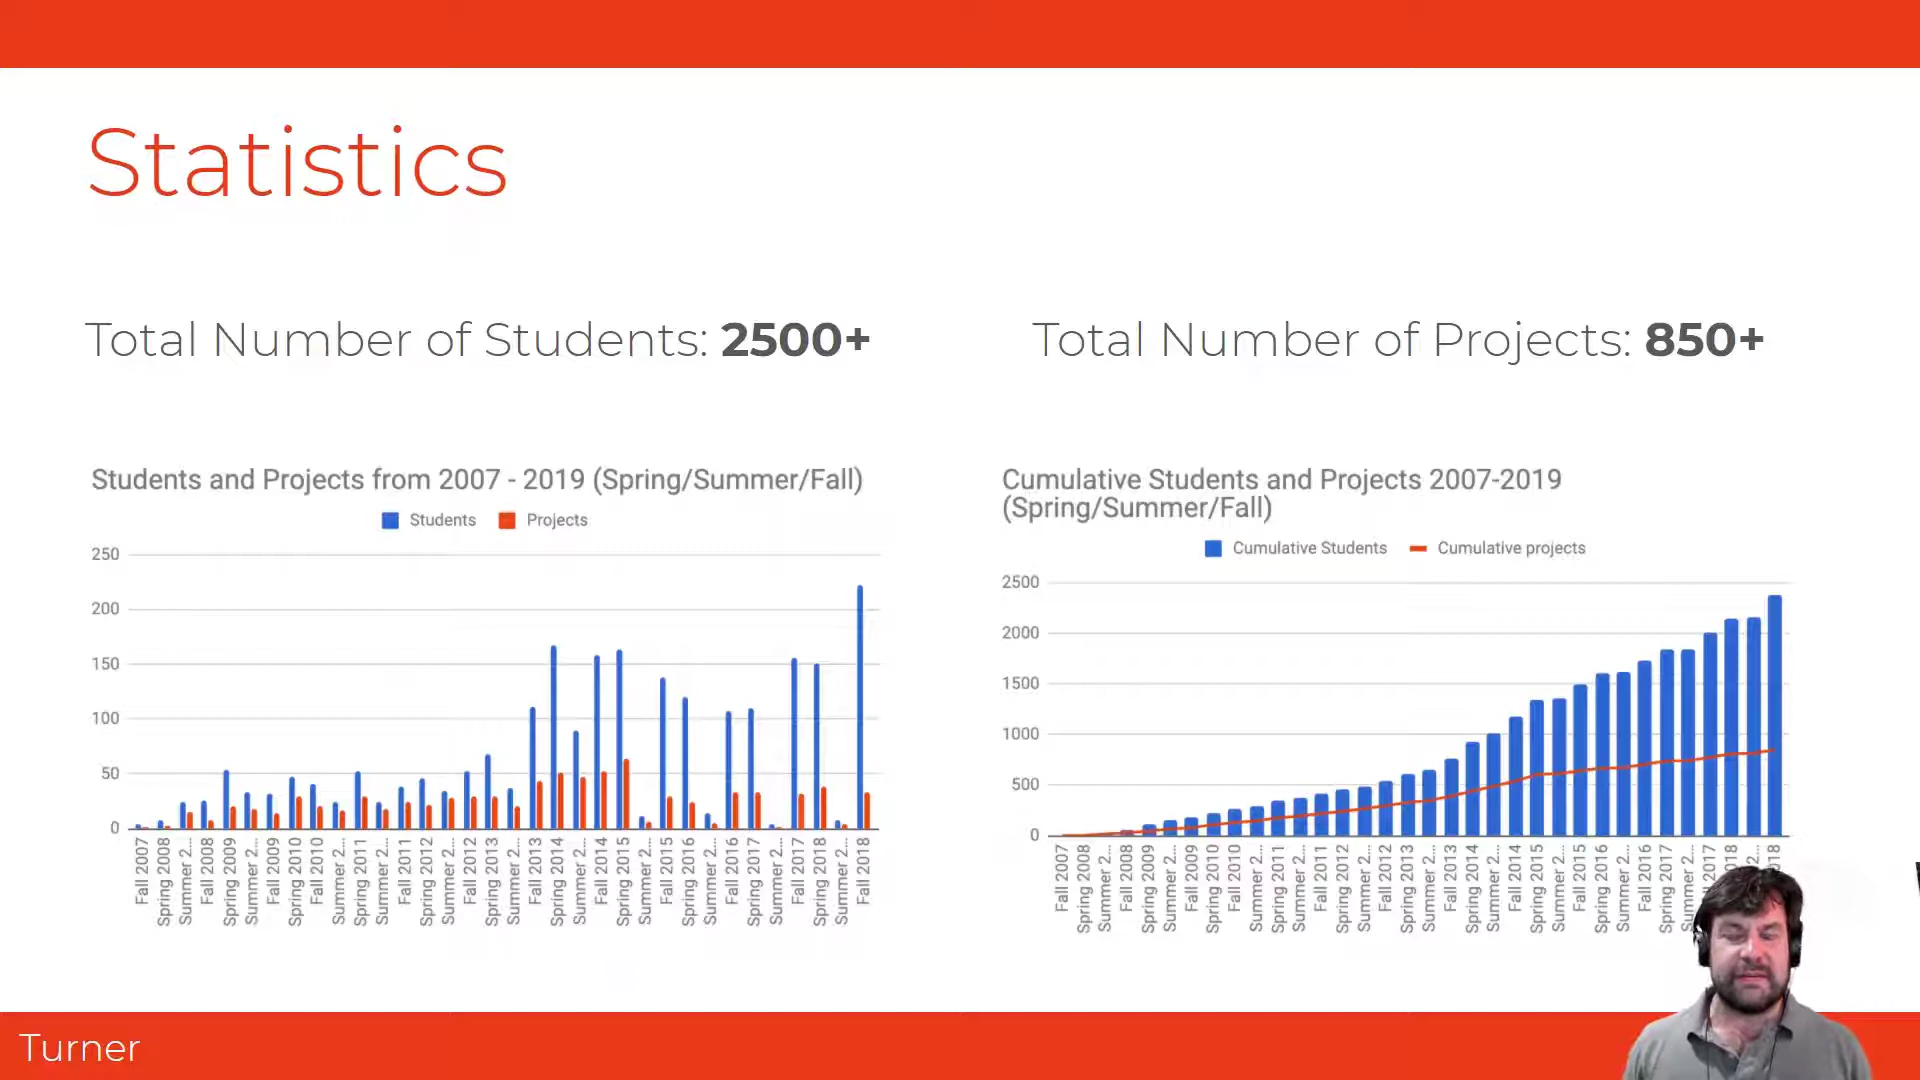 Statistics
Total Number of Students: 2500+
Total Number of Projects: 850+
Students and Projects from 2007 - 2019 (Spring/Summer/Fall)
Students Projects
250
200
150
100
50
0
Fall 2007
Spring 2008
Summer 2...
Fall 2008
Spring 2009
Summer 2...
Fall 2009
Spring 2010
Fall 2010
Summer 2...
Spring 2011
Summer 2...
Fall 2011
Spring 2012
Summer 2...
Fall 2012
Spring 2013
Summer 2...
Fall 2013
Spring 2014
Summer 2...
Fall 2014
Spring 2015
Summer 2...
Fall 2015
Spring 2016
Summer 2...
Fall 2016
Spring 2017
Summer 2...
Fall 2017
Spring 2018
Summer 2...
Fall 2018
Cumulative Students and Projects 2007-2019
(Spring/Summer/Fall)
Cumulative Students Cumulative projects
2500
2000
1500
1000
500
0
Fall 2007
Spring 2008
Summer 2...
Fall 2008
Spring 2009
Summer 2...
Fall 2009
Spring 2010
Fall 2010
Summer 2...
Spring 2011
Summer 2...
Fall 2011
Spring 2012
Summer 2...
Fall 2012
Spring 2013
Summer 2...
Fall 2013
Spring 2014
Summer 2...
Fall 2014
Spring 2015
Summer 2...
Fall 2015
Spring 2016
Summer 2...
Fall 2016
Spring 2017
Summer 2...
2017
2018
2...
2018
Turner